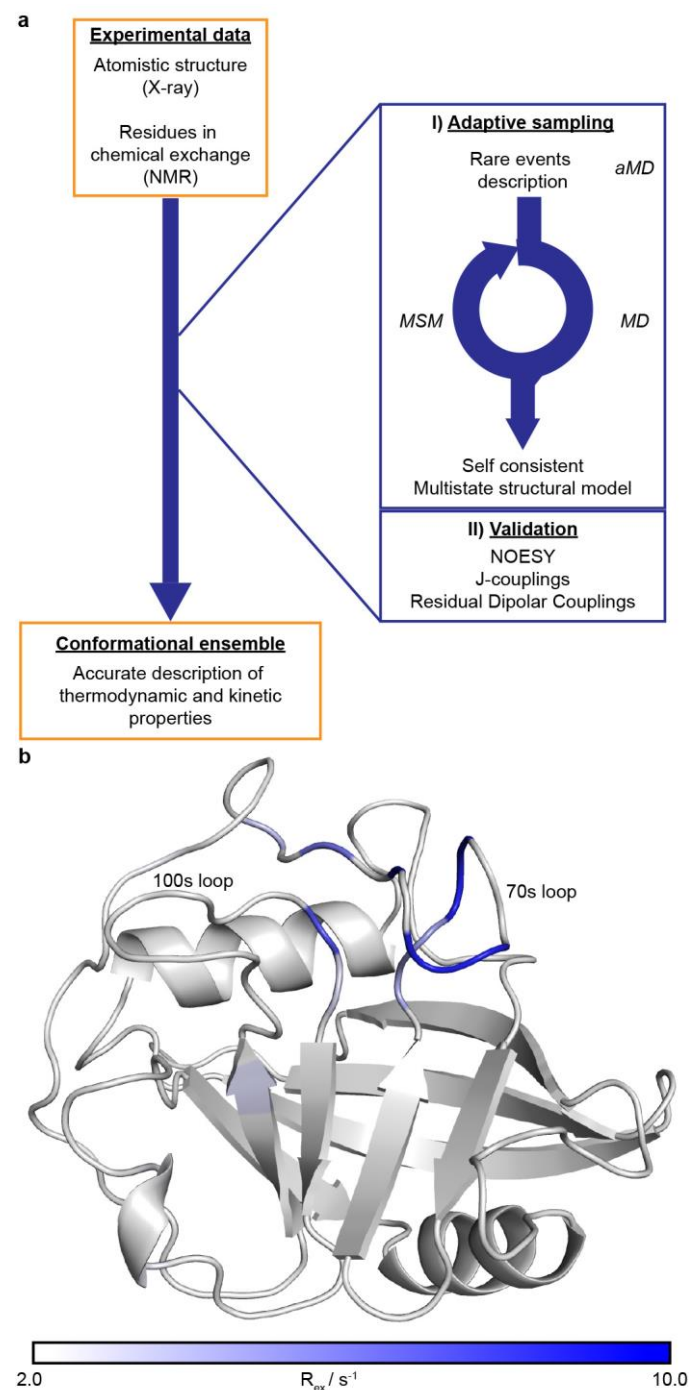 a
Experimental data
Atomistic structure
(X-ray)
Residues in
chemical exchange
(NMR)
I) Adaptive sampling
Rare events
description
aMD
MSM
MD
Self consistent
Multistate structural model
II) Validation
NOESY
J-couplings
Residual Dipolar Couplings
Conformational ensemble
Accurate description of
thermodynamic and kinetic
properties
b
100s loop
70s loop
2.0
R_ex / s⁻¹
10.0